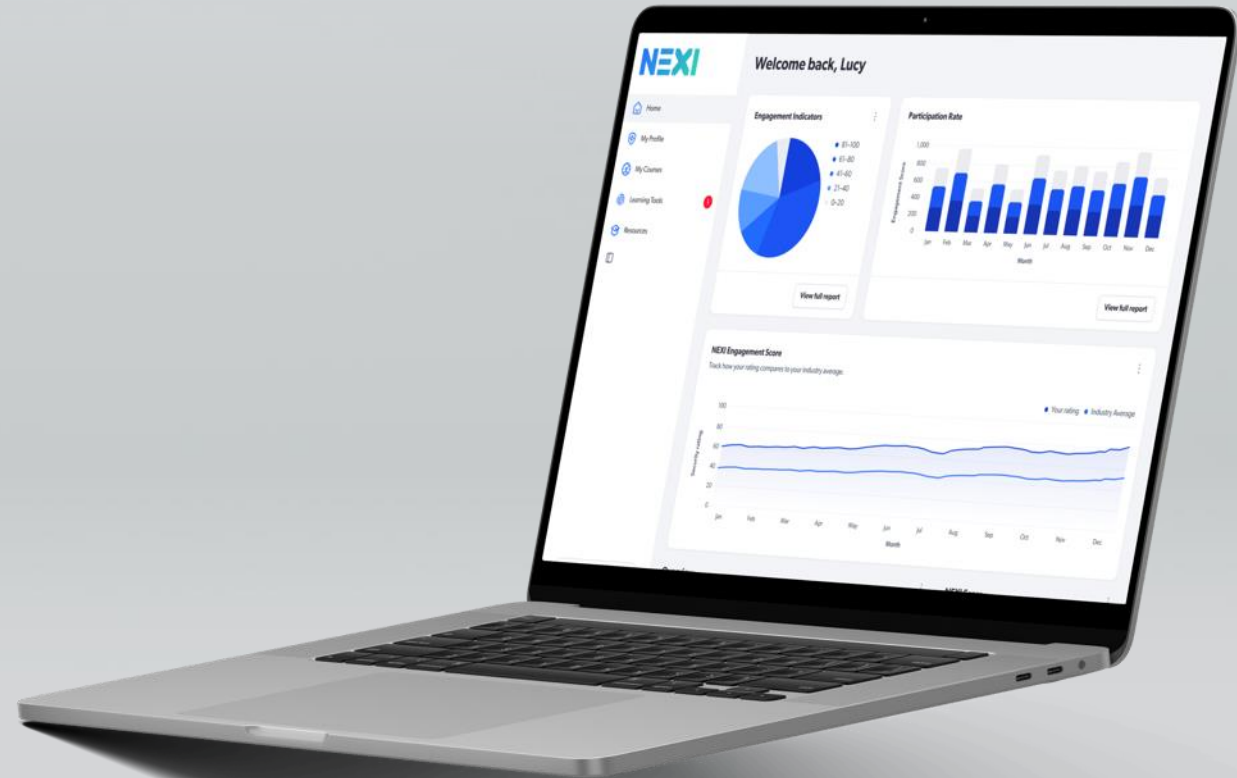 NEXI
Welcome back, Lucy
Home
My Profile
My Courses
Learning Tools
Resources
Engagement Indicators
81–100
61–80
41–60
21–40
0–20
View full report
Participation Rate
Engagement Score
1,000
800
600
400
200
0
Jan Feb Mar Apr May Jun Jul Aug Sep Oct Nov Dec
Month
View full report
NEXI Engagement Score
Track how your rating compares to your industry average.
Your rating Industry Average
Security rating
100
80
60
40
20
0
Jan Feb Mar Apr May Jun Jul Aug Sep Oct Nov Dec
Month